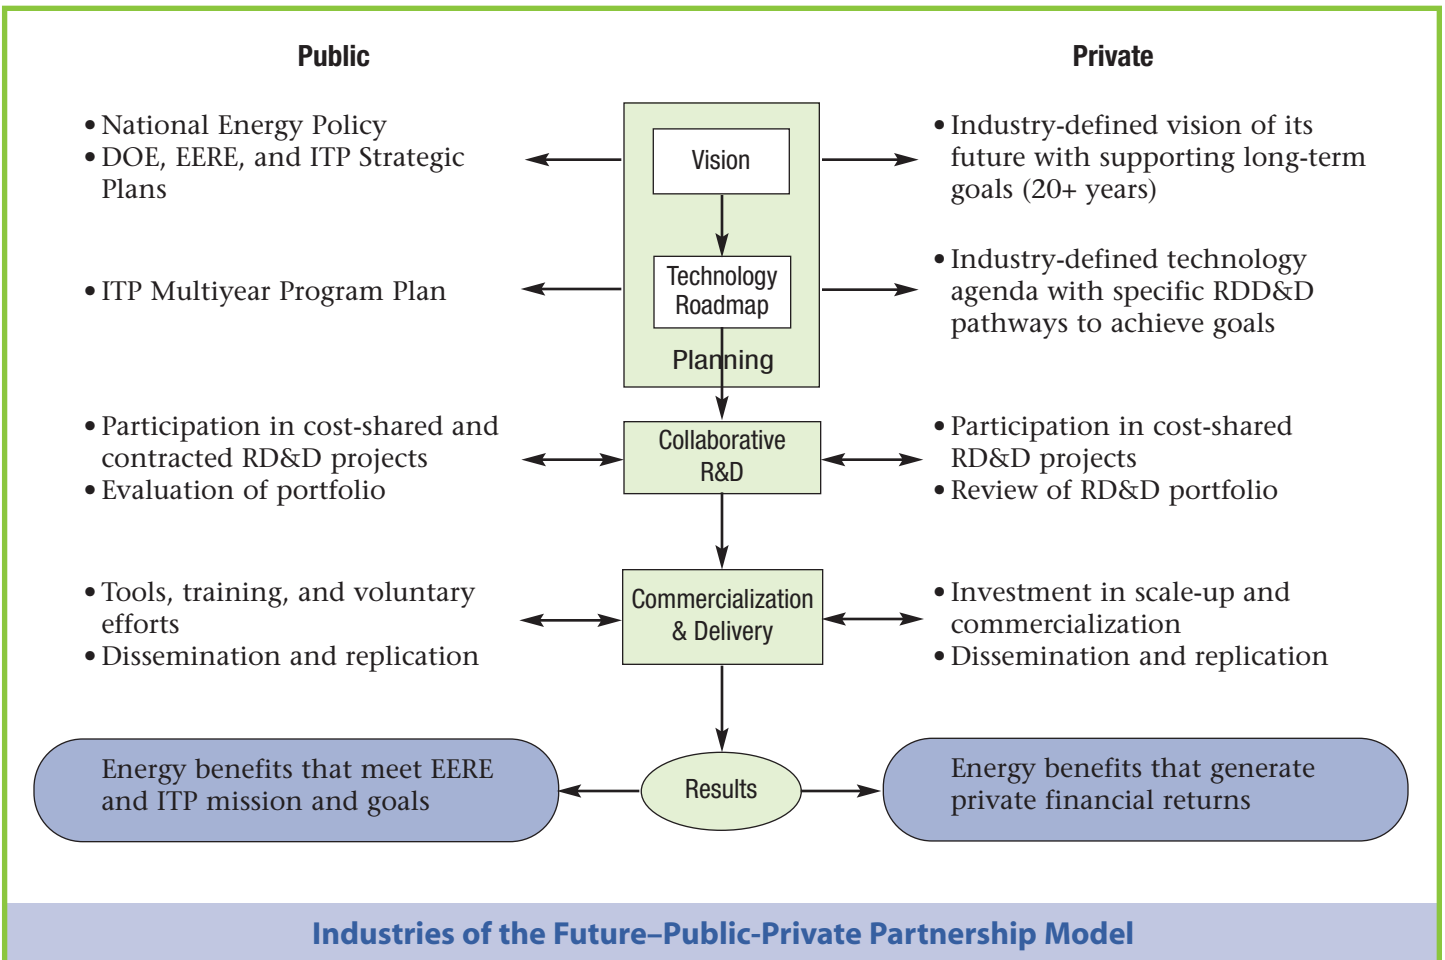 Public
Private
• National Energy Policy
• DOE, EERE, and ITP Strategic
Plans
Vision
• Industry-defined vision of its
future with supporting long-term
goals (20+ years)
• ITP Multiyear Program Plan
Technology
Roadmap
Planning
• Industry-defined technology
agenda with specific RDD&D
pathways to achieve goals
• Participation in cost-shared and
contracted RD&D projects
• Evaluation of portfolio
Collaborative
R&D
• Participation in cost-shared
RD&D projects
• Review of RD&D portfolio
• Tools, training, and voluntary
efforts
• Dissemination and replication
Commercialization
& Delivery
• Investment in scale-up and
commercialization
• Dissemination and replication
Energy benefits that meet EERE
and ITP mission and goals
Results
Energy benefits that generate
private financial returns
Industries of the Future–Public-Private Partnership Model